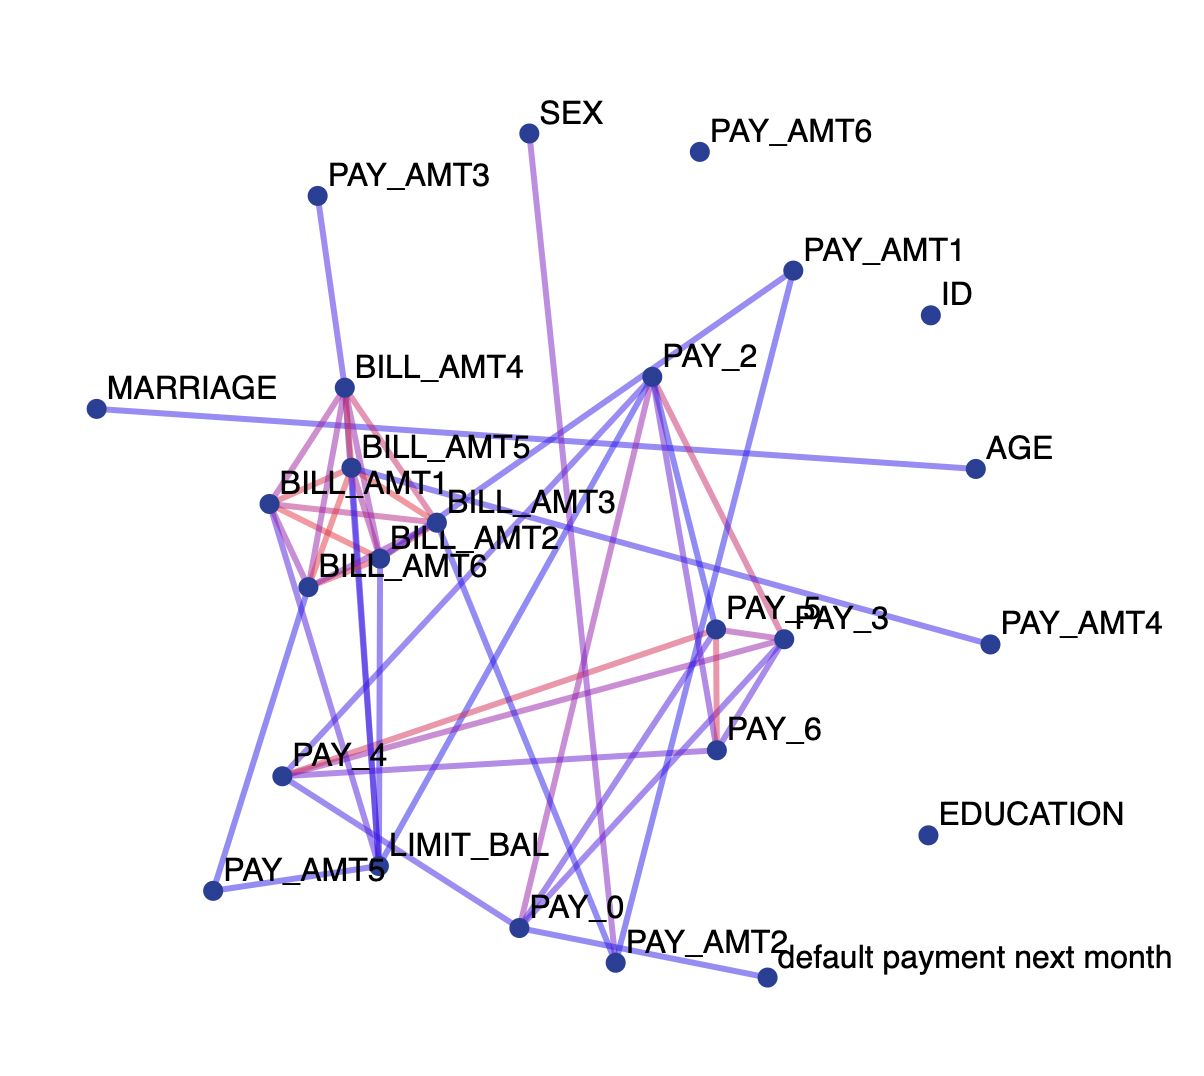 SEX
PAY_AMT6
PAY_AMT3
PAY_AMT1
ID
PAY_2
BILL_AMT4
MARRIAGE
BILL_AMT5
AGE
BILL_AMT1
BILL_AMT3
BILL_AMT2
BILL_AMT6
PAY_5
PAY_3
PAY_AMT4
PAY_6
PAY_4
EDUCATION
LIMIT_BAL
PAY_AMT5
PAY_0
PAY_AMT2
default payment next month